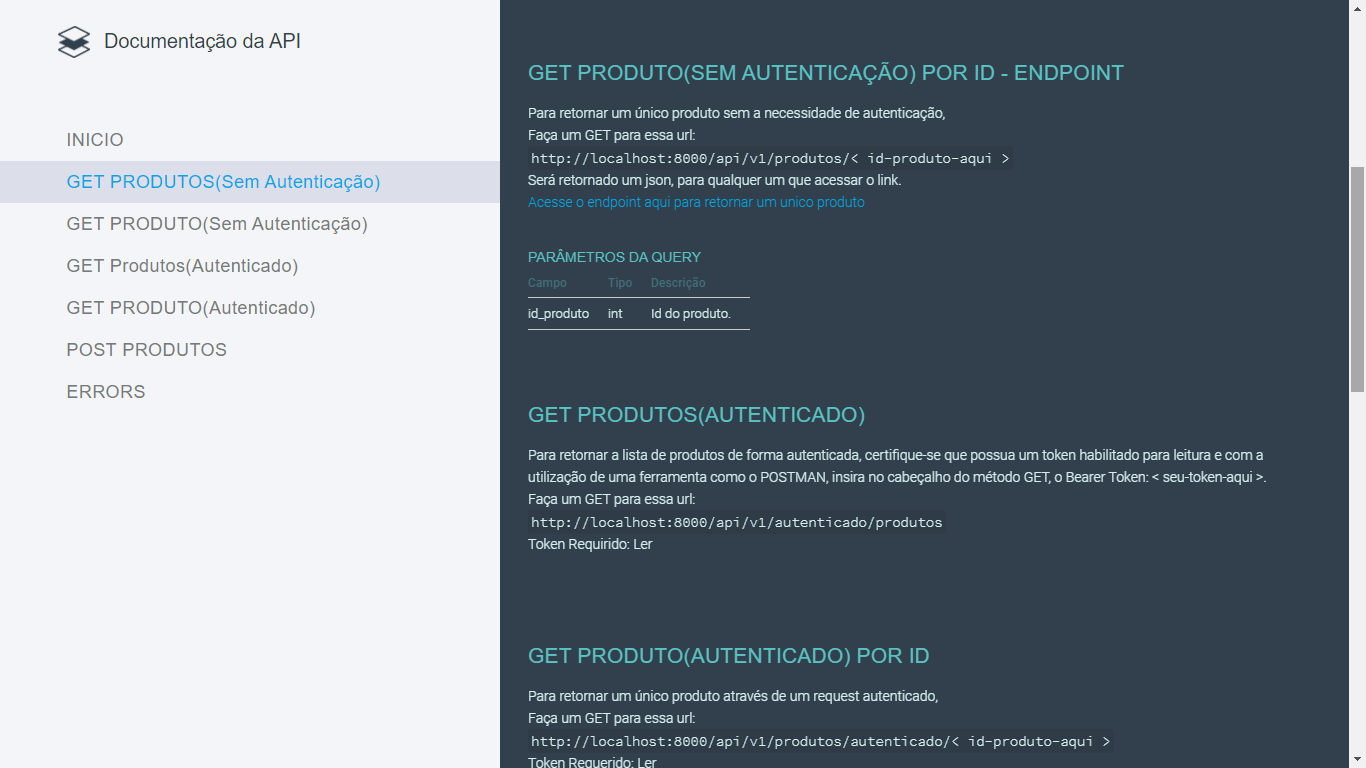 Documentação da API
INICIO
GET PRODUTOS(Sem Autenticação)
GET PRODUTO(Sem Autenticação)
GET Produtos(Autenticado)
GET PRODUTO(Autenticado)
POST PRODUTOS
ERRORS
GET PRODUTO(SEM AUTENTICAÇÃO) POR ID - ENDPOINT
Para retornar um único produto sem a necessidade de autenticação,
Faça um GET para essa url:
http://localhost:8000/api/v1/produtos/< id-produto-aqui >
Será retornado um json, para qualquer um que acessar o link.
Acesse o endpoint aqui para retornar um unico produto
PARÂMETROS DA QUERY
Campo Tipo Descrição
id_produto int Id do produto.
GET PRODUTOS(AUTENTICADO)
Para retornar a lista de produtos de forma autenticada, certifique-se que possua um token habilitado para leitura e com a
utilização de uma ferramenta como o POSTMAN, insira no cabeçalho do método GET, o Bearer Token: < seu-token-aqui >.
Faça um GET para essa url:
http://localhost:8000/api/v1/autenticado/produtos
Token Requirido: Ler
GET PRODUTO(AUTENTICADO) POR ID
Para retornar um único produto através de um request autenticado,
Faça um GET para essa url:
http://localhost:8000/api/v1/produtos/autenticado/< id-produto-aqui >
Token Requerido: Ler